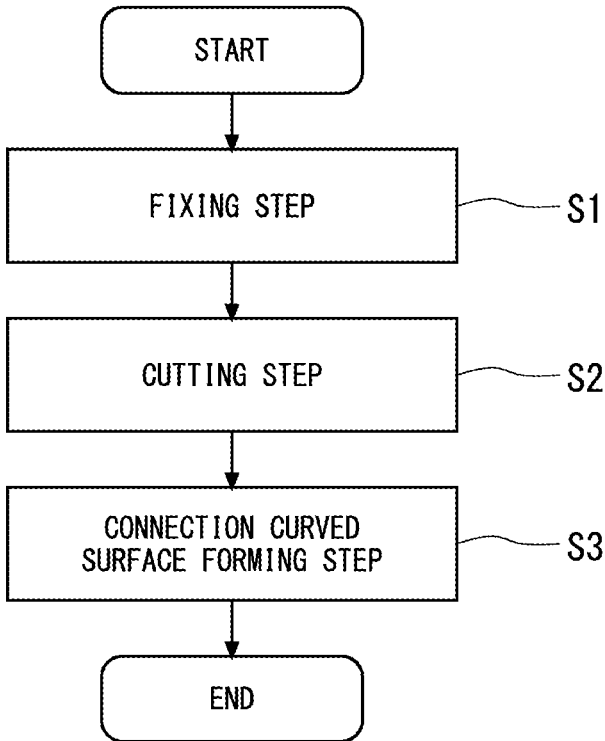 START
FIXING STEP
S1
CUTTING STEP
S2
CONNECTION CURVED
SURFACE FORMING STEP
S3
END